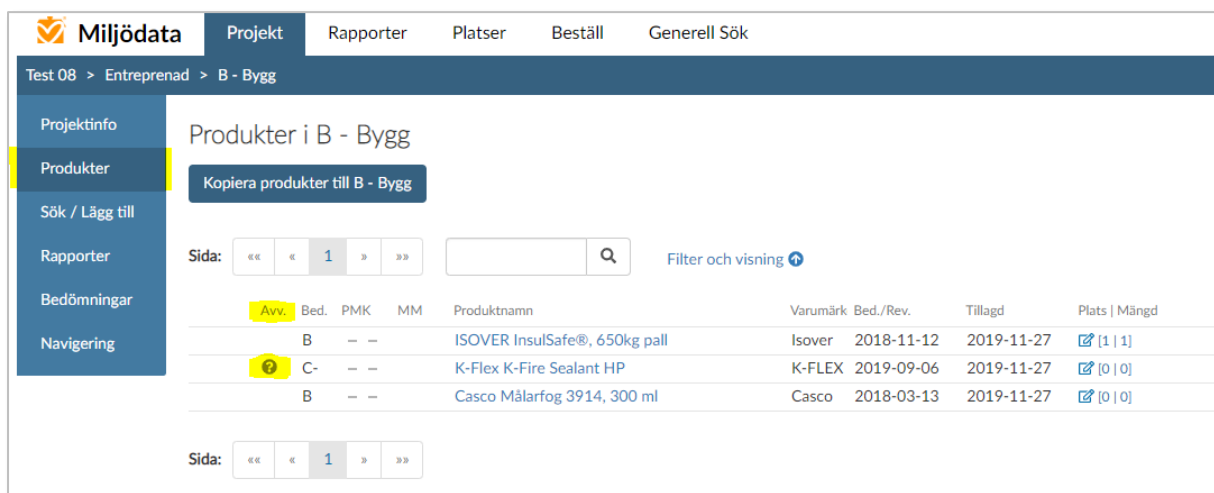 Miljödata Projekt Rapporter Platser Beställ Generell Sök
Test 08 > Entreprenad > B - Bygg
Projektinfo
Produkter
Sök / Lägg till
Rapporter
Bedömningar
Navigering
Produkter i B - Bygg
Kopiera produkter till B - Bygg
Sida: «« « 1 » »» Filter och visning
Avv. Bed. PMK MM Produktnamn Varumärk Bed./Rev. Tillagd Plats | Mängd
B – – ISOVER InsulSafe®, 650kg pall Isover 2018-11-12 2019-11-27 [1 | 1]
? C- – – K-Flex K-Fire Sealant HP K-FLEX 2019-09-06 2019-11-27 [0 | 0]
B – – Casco Målarfog 3914, 300 ml Casco 2018-03-13 2019-11-27 [0 | 0]
Sida: «« « 1 » »»